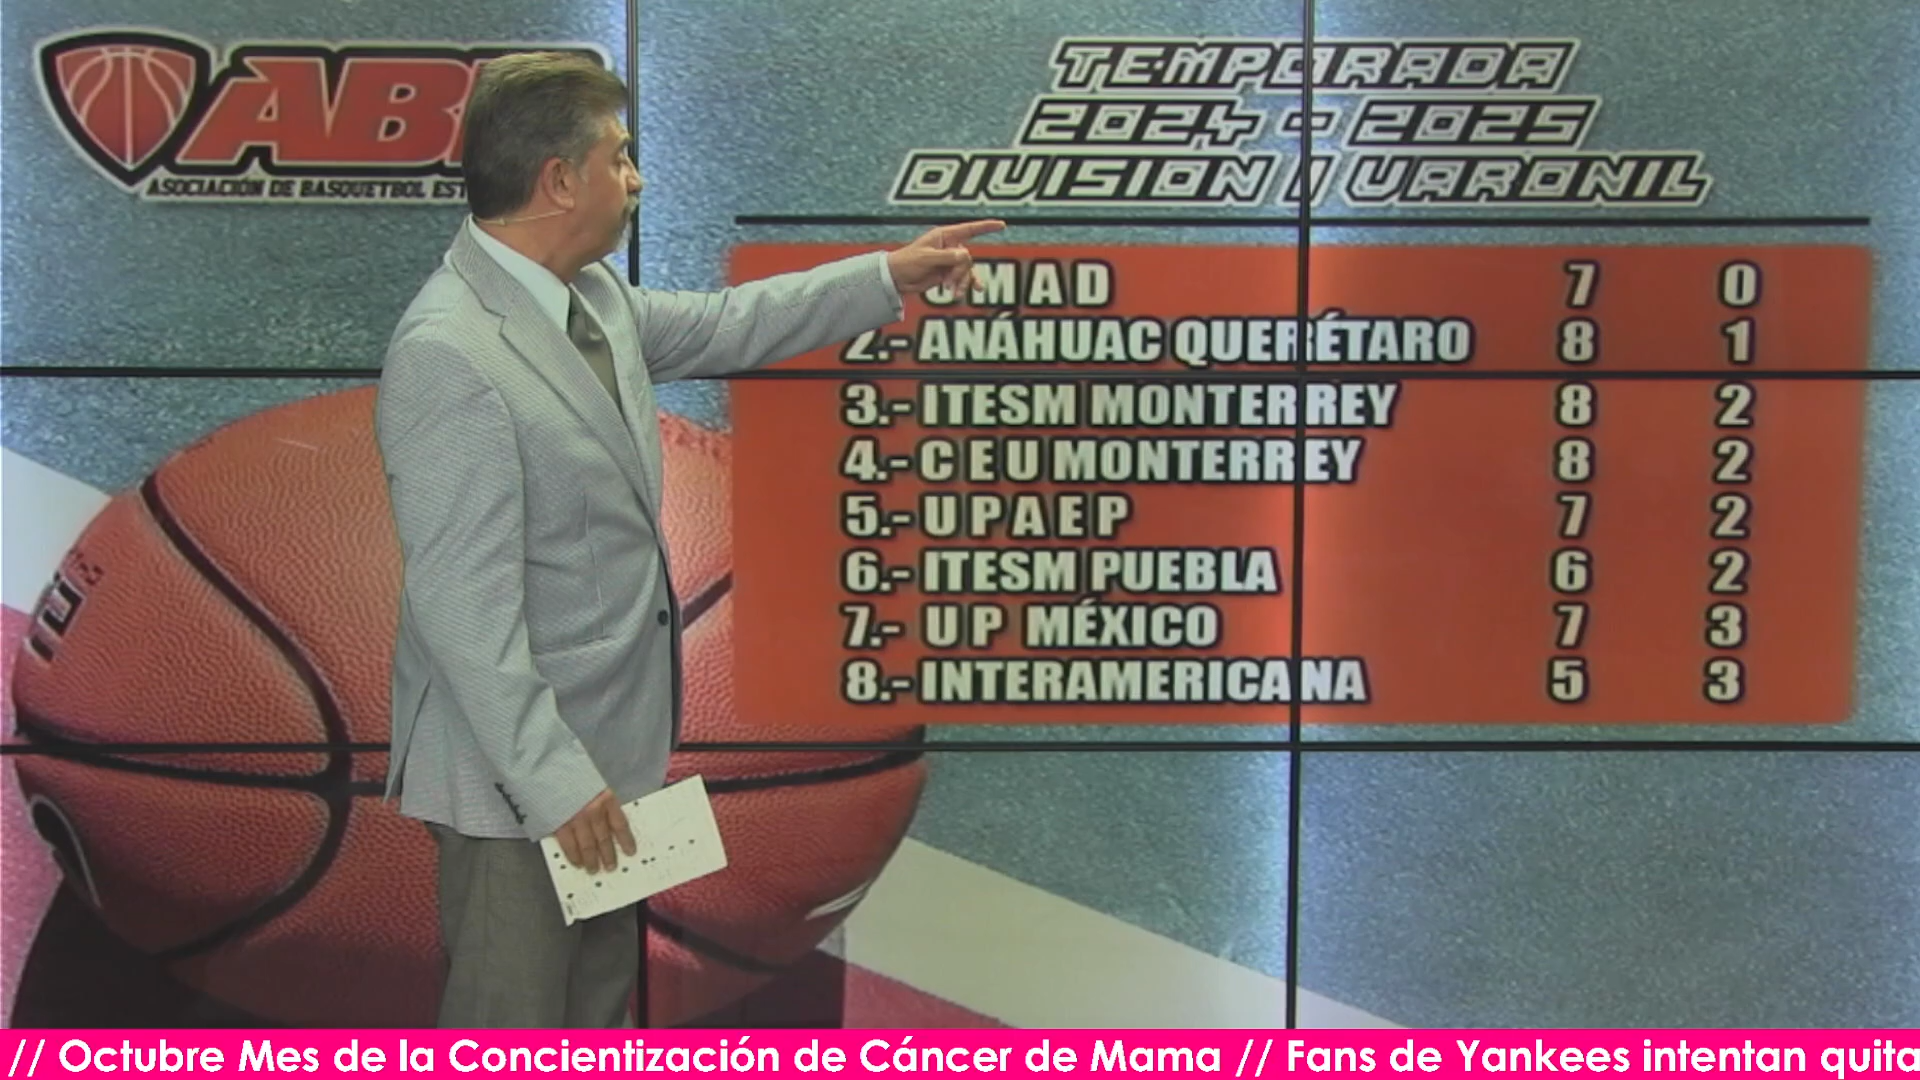 ASOCIACIÓN DE BASQUETBOL
TEMPORADA
2024 - 2025
DIVISION I VARONIL
M A D 7 0
2.- ANÁHUAC QUERÉTARO 8 1
3.- ITESM MONTERREY 8 2
4.- C E U MONTERREY 8 2
5.- U P A E P 7 2
6.- ITESM PUEBLA 6 2
7.- U P MÉXICO 7 3
8.- INTERAMERICANA 5 3
// Octubre Mes de la Concientización de Cáncer de Mama // Fans de Yankees intentan quita